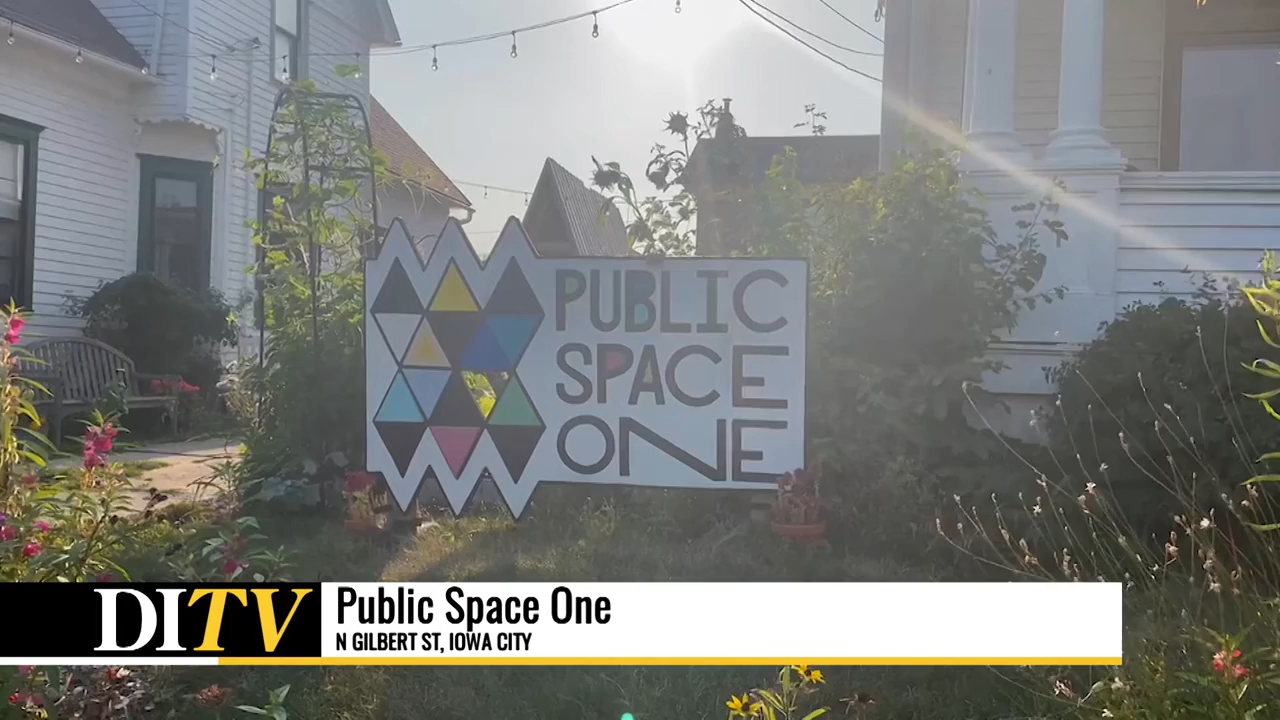 PUBLIC
SPACE
ONE
DITV
Public Space One
N GILBERT ST, IOWA CITY